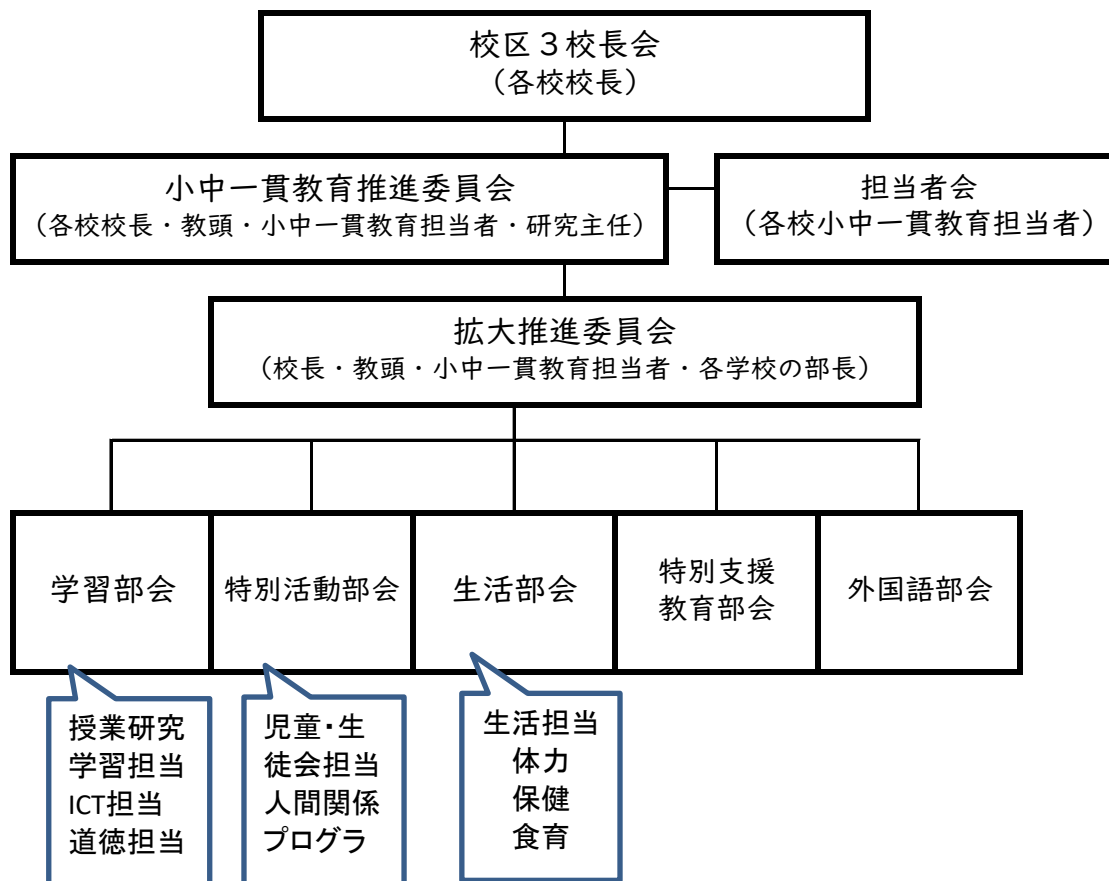 校区３校長会
（各校校長）
小中一貫教育推進委員会
（各校校長・教頭・小中一貫教育担当者・研究主任）
担当者会
（各校小中一貫教育担当者）
拡大推進委員会
（校長・教頭・小中一貫教育担当者・各学校の部長）
学習部会
特別活動部会
生活部会
特別支援
教育部会
外国語部会
授業研究
学習担当
ICT担当
道徳担当
児童・生
徒会担当
人間関係
プログラ
生活担当
体力
保健
食育